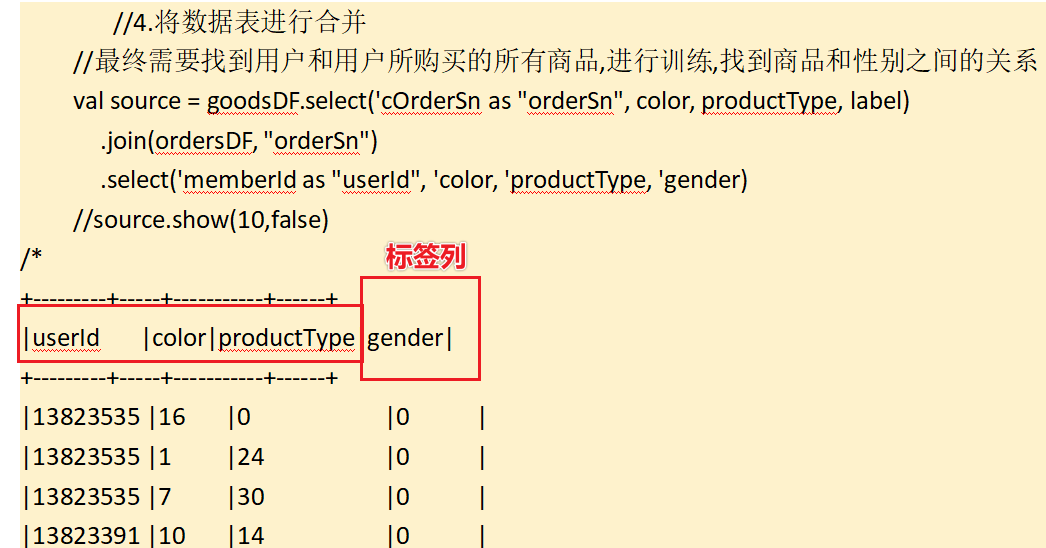 //4.将数据表进行合并
//最终需要找到用户和用户所购买的所有商品,进行训练,找到商品和性别之间的关系
val source = goodsDF.select('cOrderSn as "orderSn", color, productType, label)
.join(ordersDF, "orderSn")
.select('memberId as "userId", 'color, 'productType, 'gender)
//source.show(10,false)
/*
标签列
+---------+-----+-----------+------+
|userId |color|productType|gender|
+---------+-----+-----------+------+
|13823535 |16 |0 |0 |
|13823535 |1 |24 |0 |
|13823535 |7 |30 |0 |
|13823391 |10 |14 |0 |